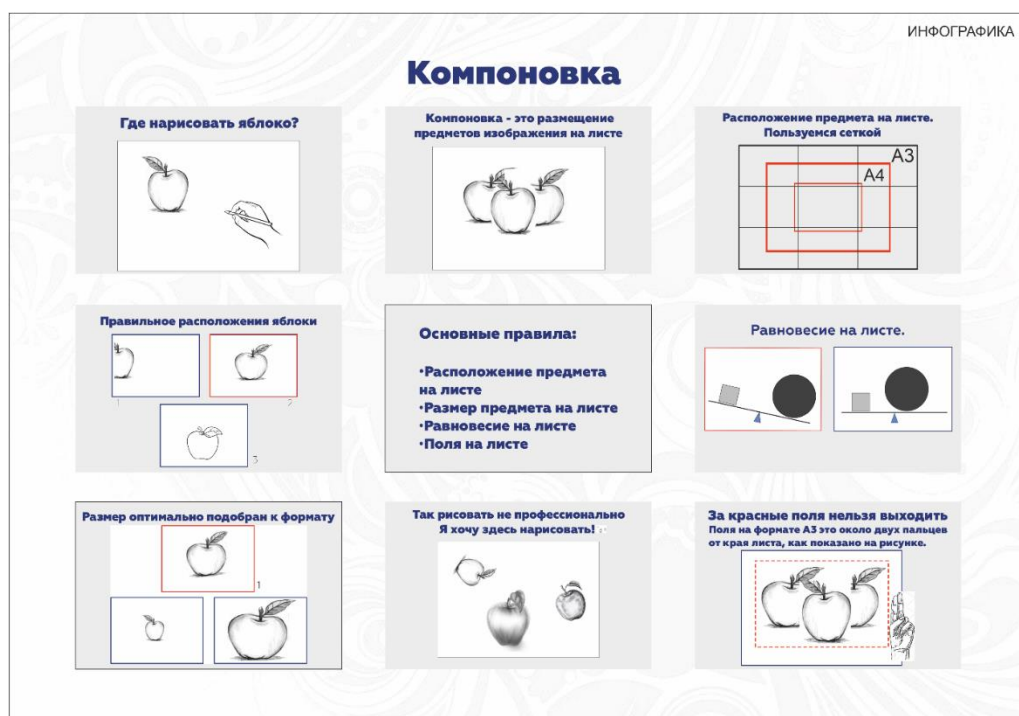 ИНФОГРАФИКА
Компоновка
Где нарисовать яблоко?
Компоновка - это размещение
предметов изображения на листе
Расположение предмета на листе.
Пользуемся сеткой
А3
А4
Правильное расположения яблоки
1
2
3
Основные правила:
•Расположение предмета
на листе
•Размер предмета на листе
•Равновесие на листе
•Поля на листе
Равновесие на листе.
Размер оптимально подобран к формату
1
Так рисовать не профессионально
Я хочу здесь нарисовать!
За красные поля нельзя выходить
Поля на формате А3 это около двух пальцев
от края листа, как показано на рисунке.